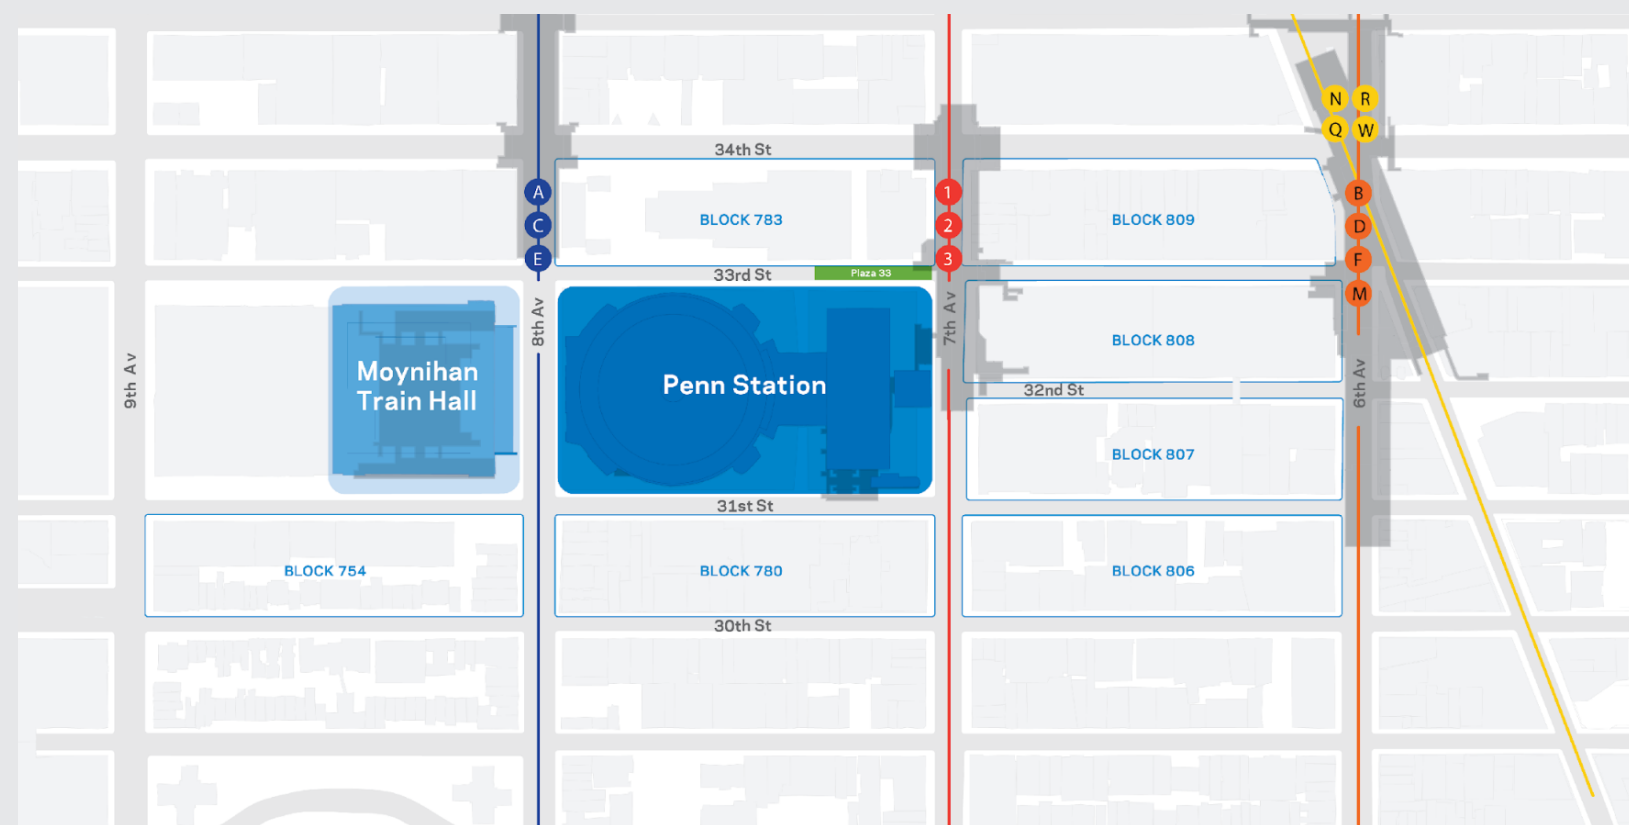 N R
Q W
34th St
A
C
E
BLOCK 783
1
2
3
BLOCK 809
B
D
F
M
33rd St
Plaza 33
9th Av
Moynihan
Train Hall
8th Av
Penn Station
7th Av
BLOCK 808
32nd St
6th Av
BLOCK 807
31st St
BLOCK 754
BLOCK 780
BLOCK 806
30th St